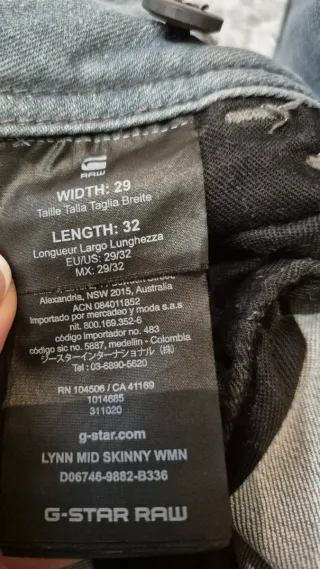 RAW
WIDTH: 29
Taille Talla Taglia Breite
LENGTH: 32
Longueur Largo Lunghezza
EU/US: 29/32
MX: 29/32
Alexandria, NSW 2015, Australia
ACN 084011852
Importado por mercadeo y moda s.a.s
nit. 800.169.352-6
código importador no. 483
código sic no. 5887, medellin - Colombia
ジースターインターナショナル（株）
Tel : 03-6890-5620
RN 104506 / CA 41169
1014685
311020
g-star.com
LYNN MID SKINNY WMN
D06746-9882-B336
G-STAR RAW